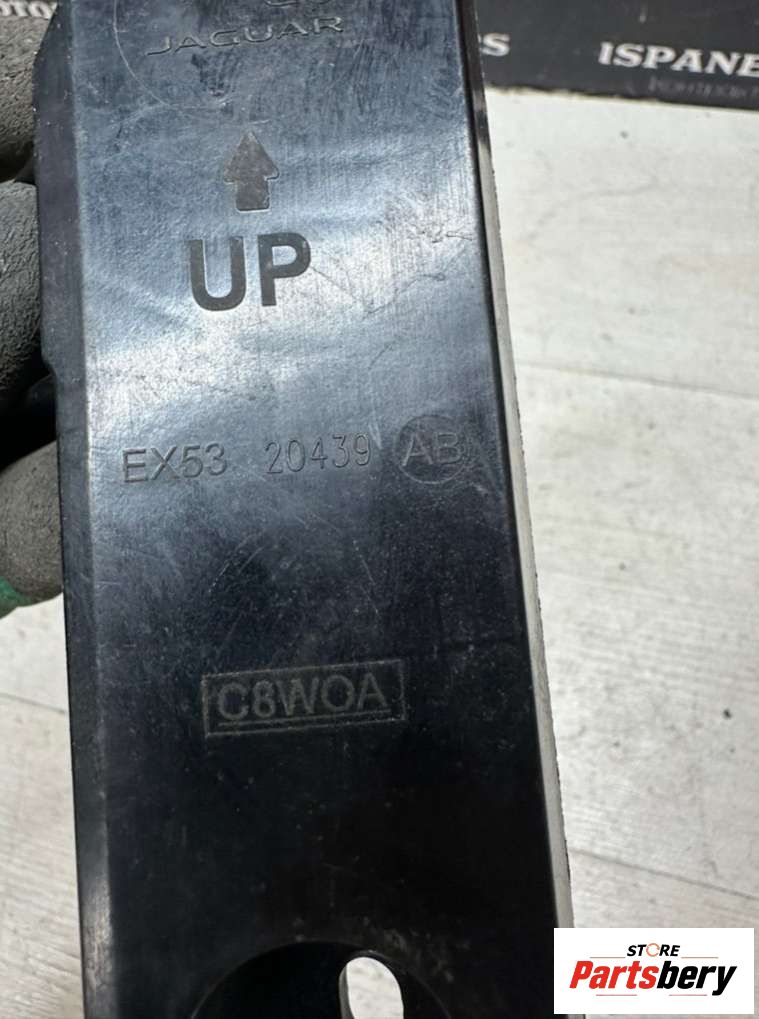 JAGUAR
ISPANE
UP
EX53 20439 AB
C8WOA
STORE
Partsbery